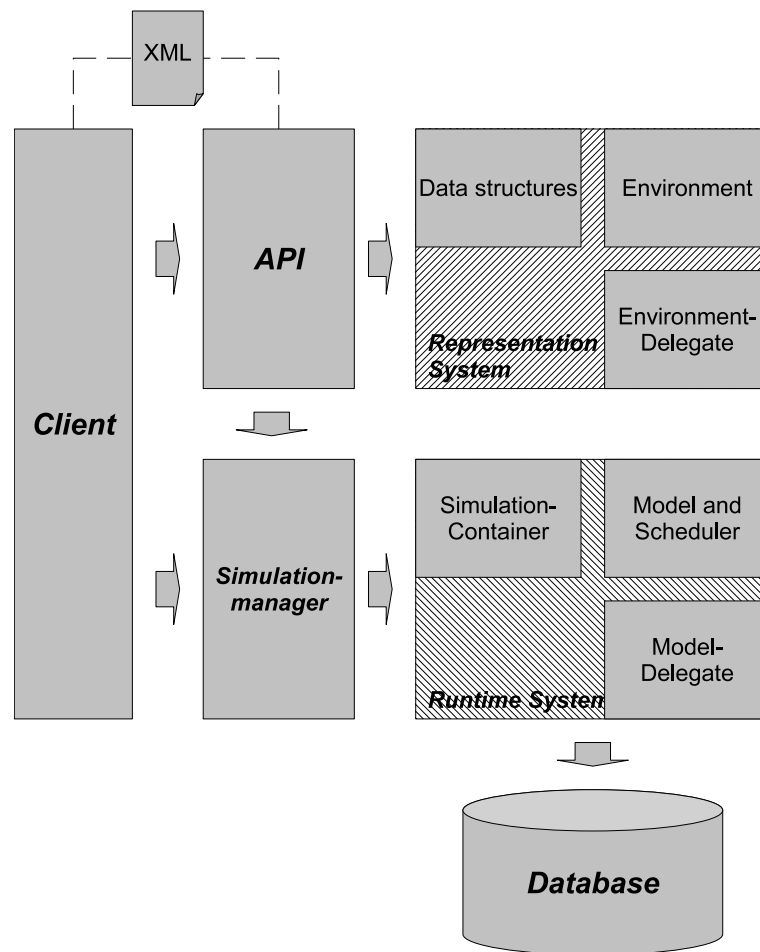 XML
Client
API
Data structures
Environment
Environment-
Delegate
Representation
System
Simulation-
manager
Simulation-
Container
Model and
Scheduler
Model-
Delegate
Runtime System
Database